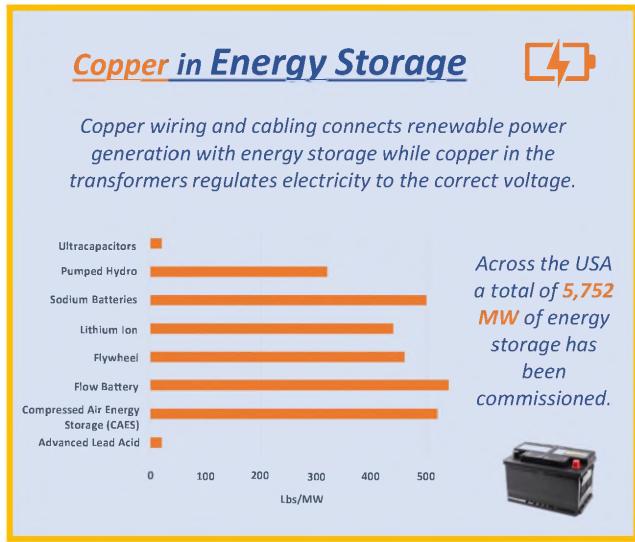 Copper in Energy Storage
Copper wiring and cabling connects renewable power
generation with energy storage while copper in the
transformers regulates electricity to the correct voltage.
Ultracapacitors
Pumped Hydro
Sodium Batteries
Lithium Ion
Flywheel
Flow Battery
Compressed Air Energy
Storage (CAES)
Advanced Lead Acid
0 100 200 300 400 500
Lbs/MW
Across the USA
a total of 5,752
MW of energy
storage has
been
commissioned.